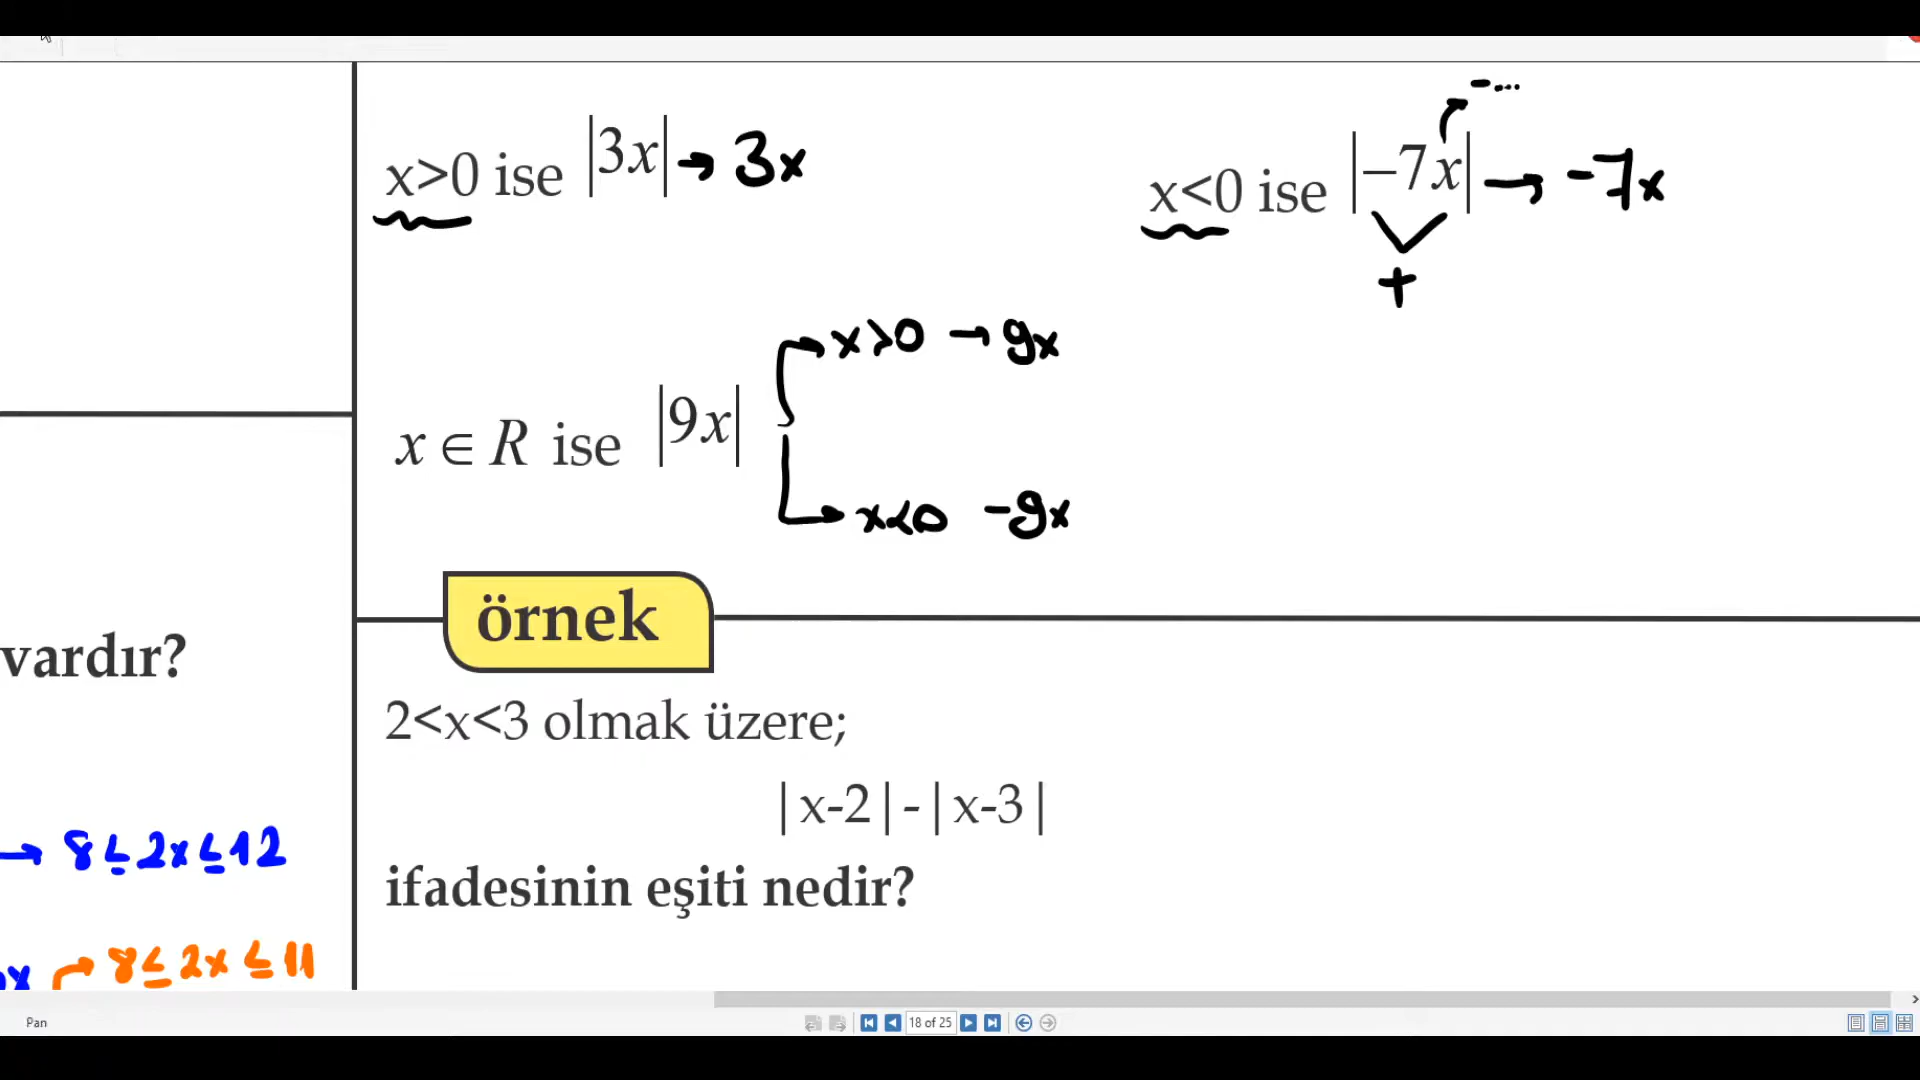 x>0 ise |3x| → 3x
-...
x<0 ise |−7x| → -7x
+
x>0 → 9x
x ∈ R ise |9x|
x<0 -9x
örnek
vardır?
2<x<3 olmak üzere;
|x-2|-|x-3|
→ 8≤2x≤12
ifadesinin eşiti nedir?
x → 8≤2x≤11
Pan
18 of 25